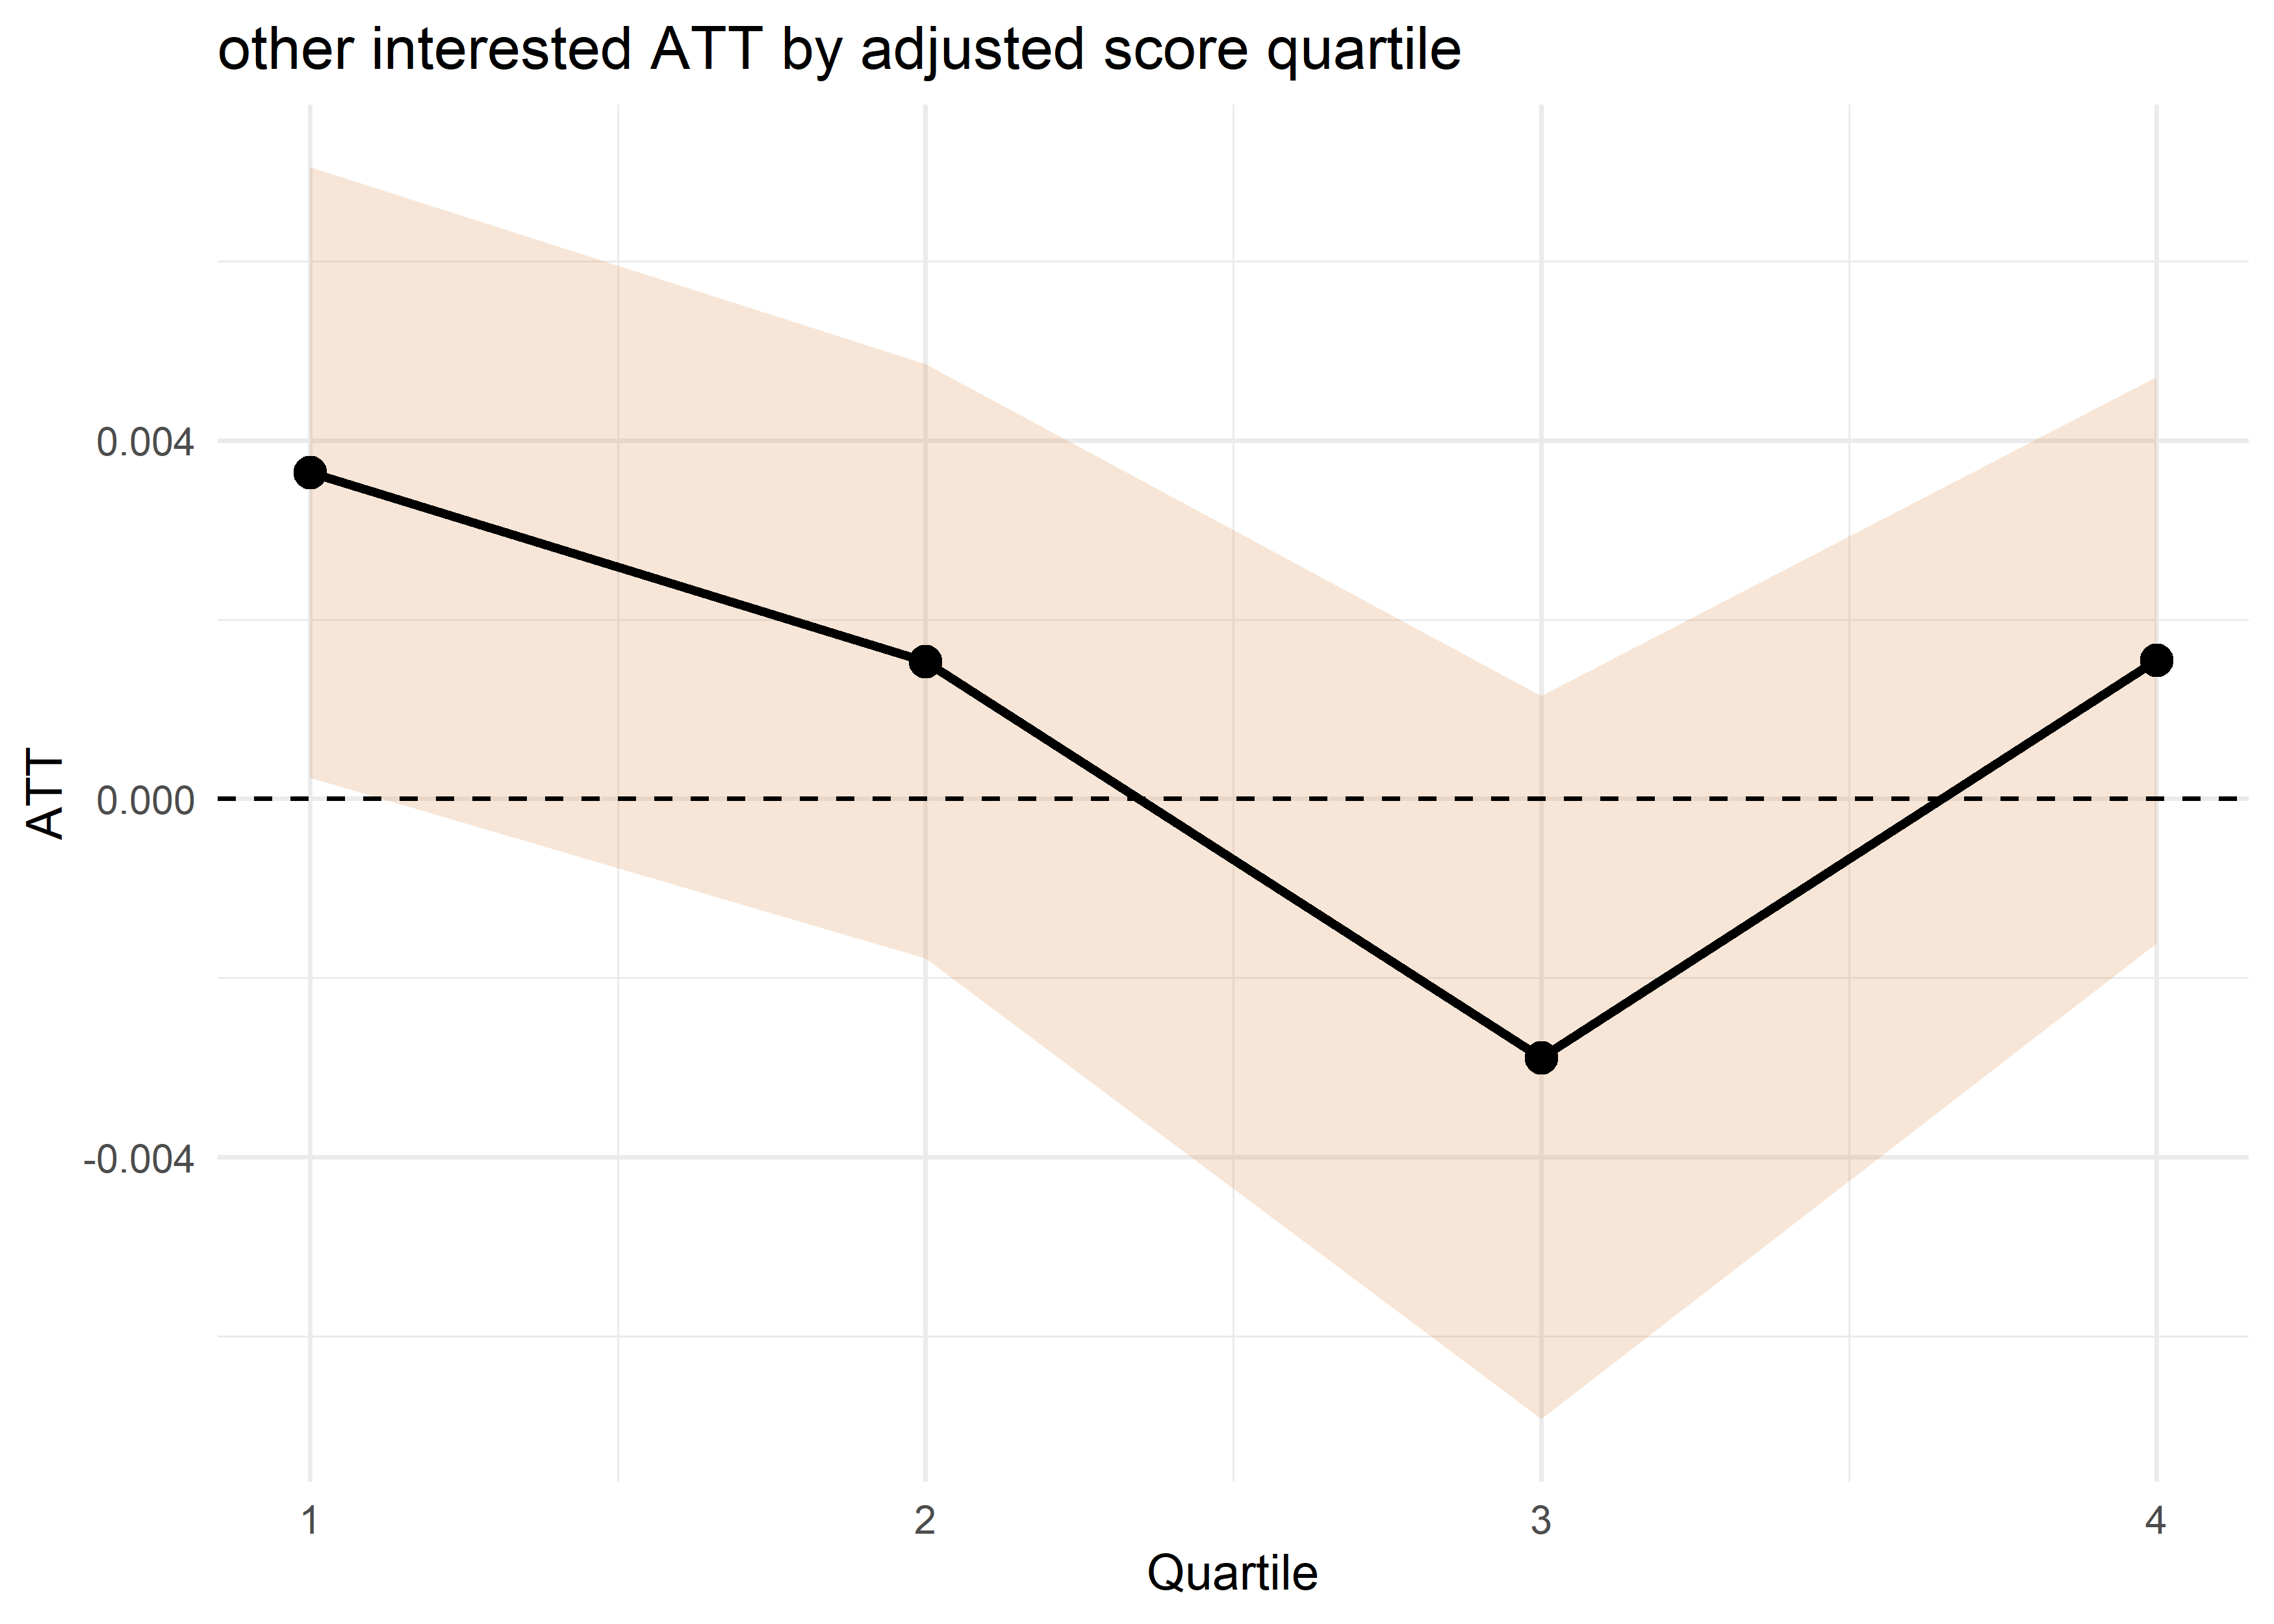 other interested ATT by adjusted score quartile
ATT
0.004
0.000
-0.004
1 2 3 4
Quartile